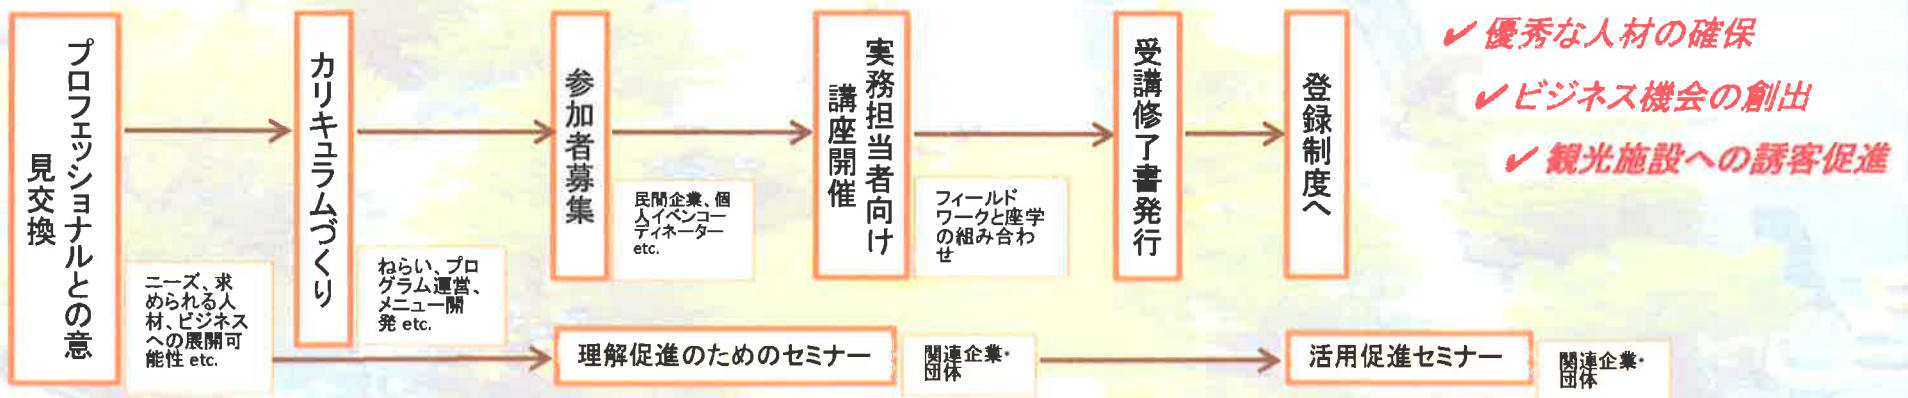 プロフェッショナルとの意
見交換
ニーズ、求
められる人
材、ビジネス
への展開可
能性 etc.
カリキュラムづくり
ねらい、プロ
グラム運営、
メニュー開
発 etc.
参加者募集
民間企業、個
人イベンコー
ディネーター
etc.
実務担当者向け
講座開催
フィールド
ワークと座学
の組み合わ
せ
受講修了書発行
登録制度へ
✔優秀な人材の確保
✔ビジネス機会の創出
✔観光施設への誘客促進
理解促進のためのセミナー
関連企業・
団体
活用促進セミナー
関連企業・
団体